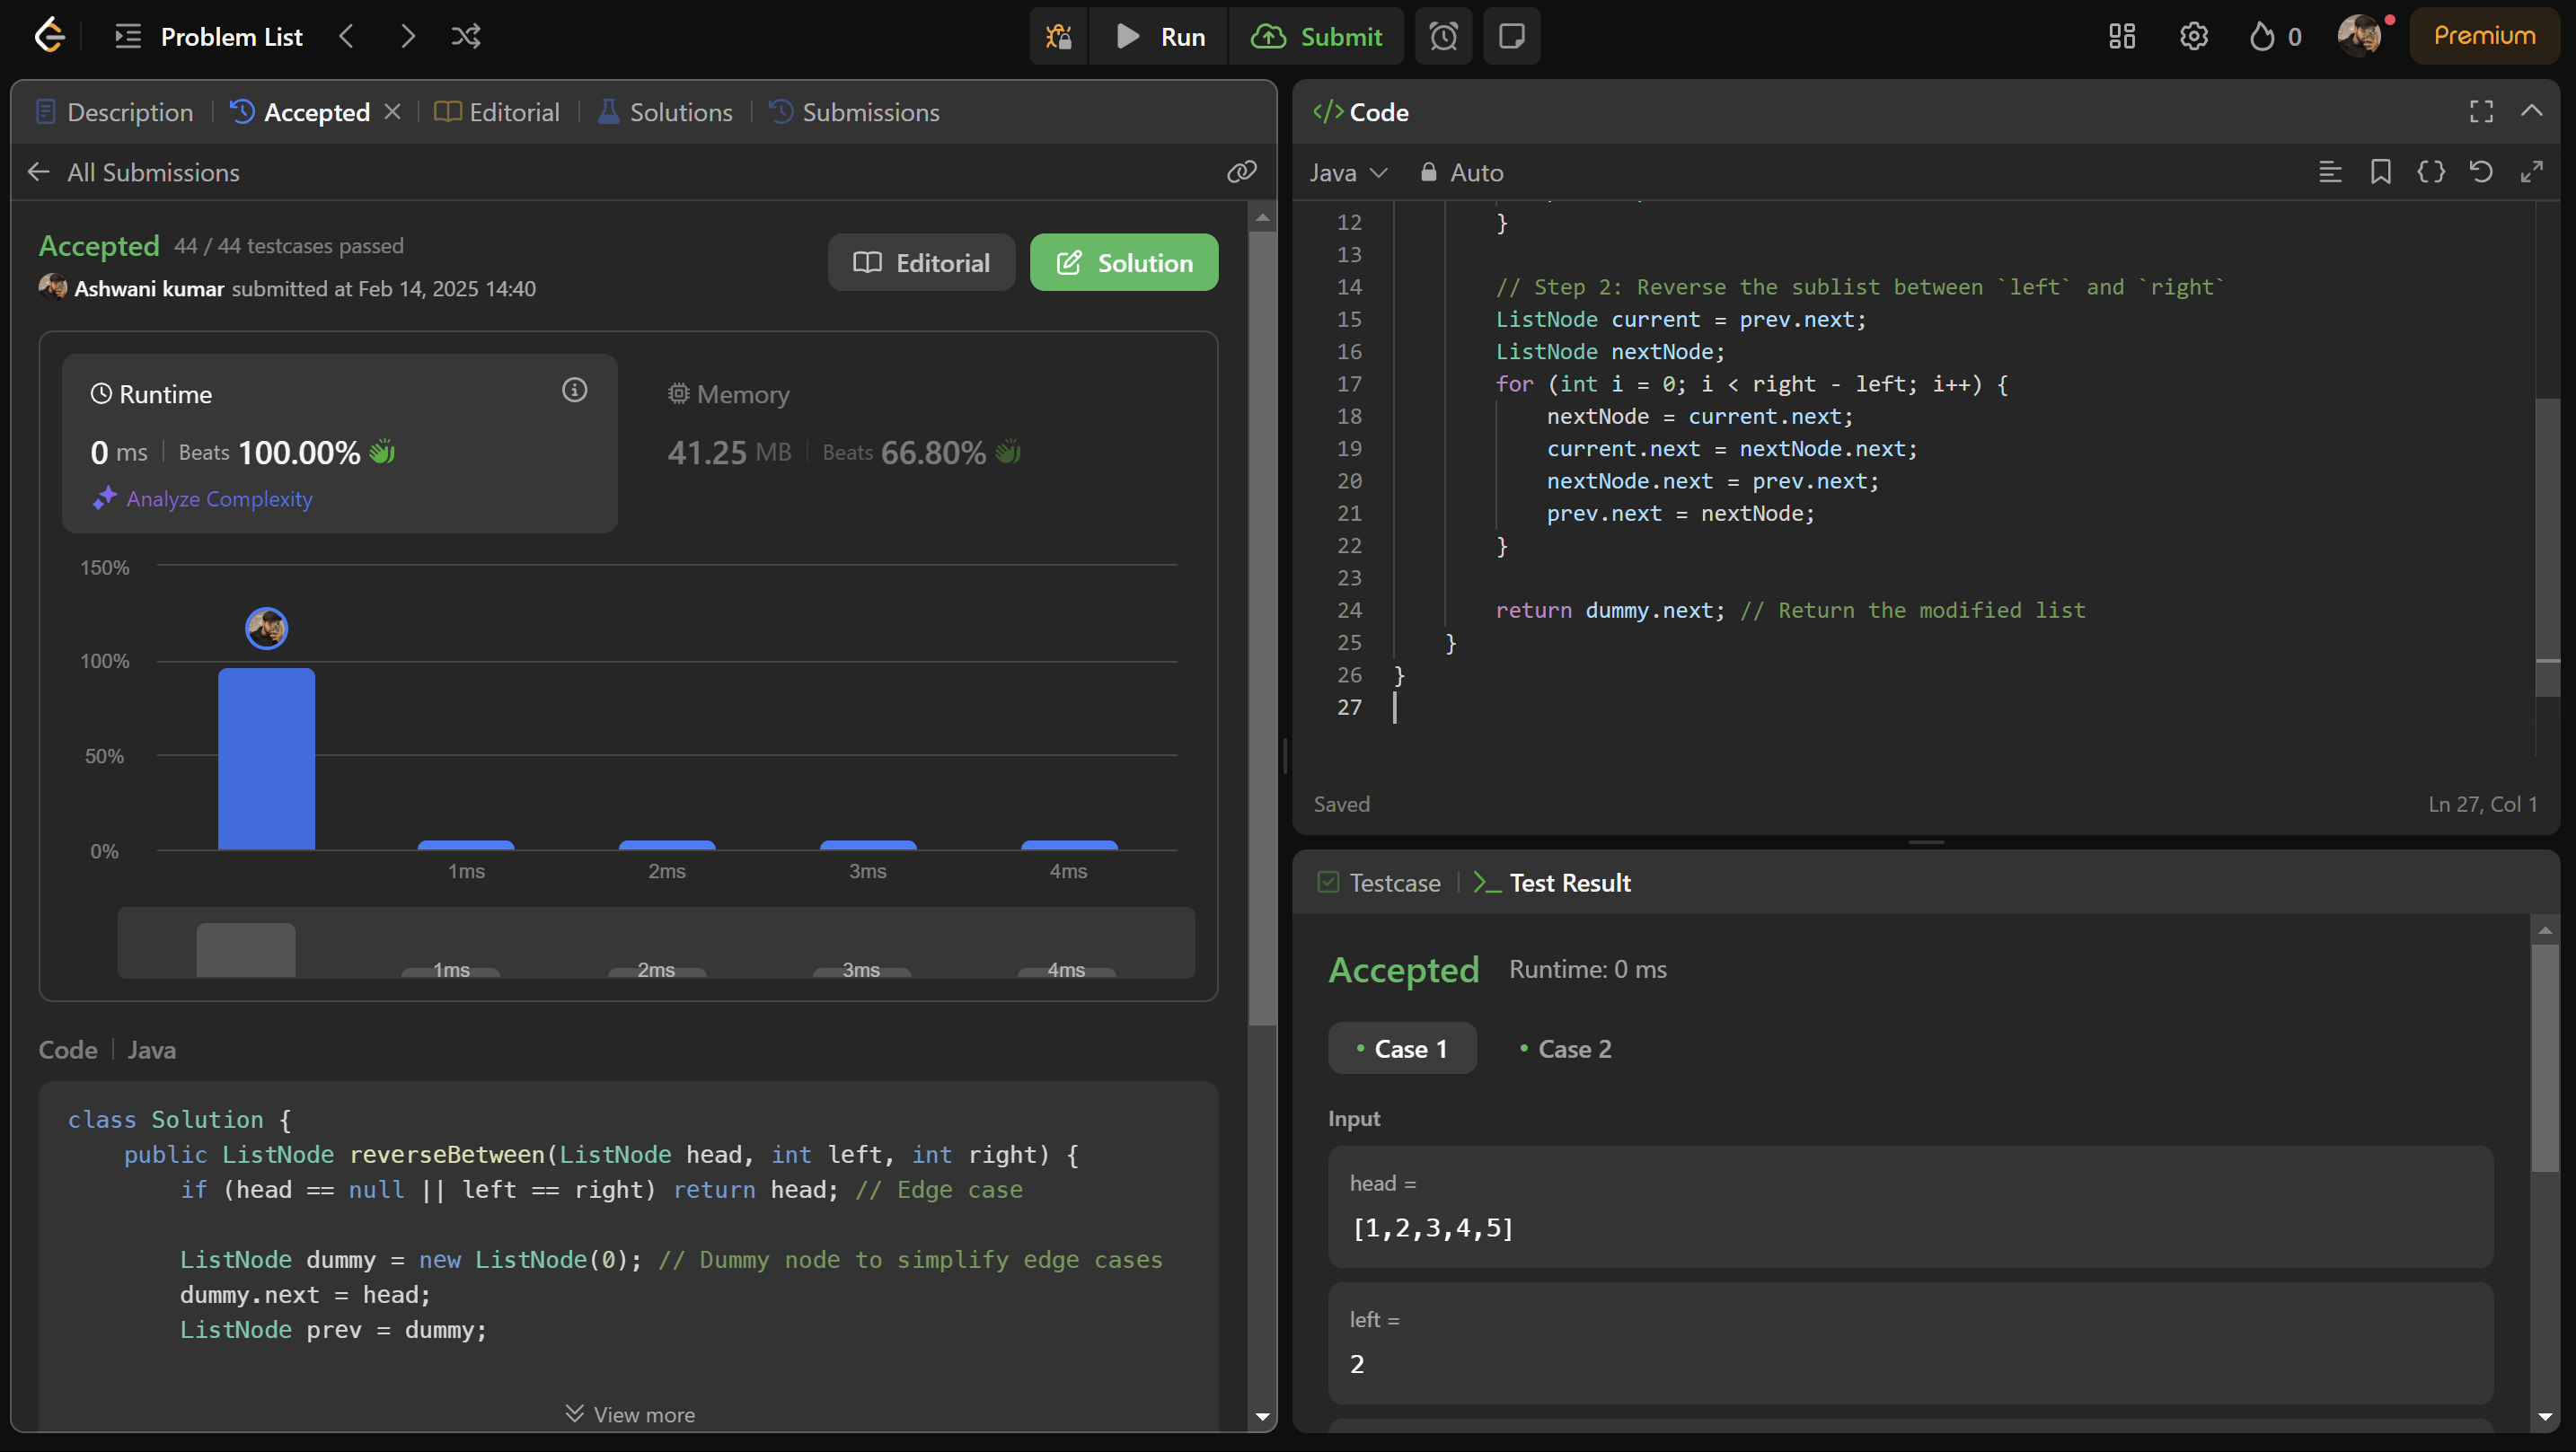 Problem List
Run
Submit
0
Premium
Description
Accepted
Editorial
Solutions
Submissions
All Submissions
Accepted 44 / 44 testcases passed
Ashwani kumar submitted at Feb 14, 2025 14:40
Editorial
Solution
Runtime
0 ms Beats 100.00%
Analyze Complexity
Memory
41.25 MB Beats 66.80%
150%
100%
50%
0%
1ms 2ms 3ms 4ms
1ms 2ms 3ms 4ms
Code Java
class Solution {
    public ListNode reverseBetween(ListNode head, int left, int right) {
        if (head == null || left == right) return head; // Edge case
        ListNode dummy = new ListNode(0); // Dummy node to simplify edge cases
        dummy.next = head;
        ListNode prev = dummy;
View more
</> Code
Java Auto
12 }
13
14 // Step 2: Reverse the sublist between `left` and `right`
15 ListNode current = prev.next;
16 ListNode nextNode;
17 for (int i = 0; i < right - left; i++) {
18 nextNode = current.next;
19 current.next = nextNode.next;
20 nextNode.next = prev.next;
21 prev.next = nextNode;
22 }
23
24 return dummy.next; // Return the modified list
25 }
26 }
27
Saved
Ln 27, Col 1
Testcase
Test Result
Accepted Runtime: 0 ms
Case 1
Case 2
Input
head =
[1,2,3,4,5]
left =
2